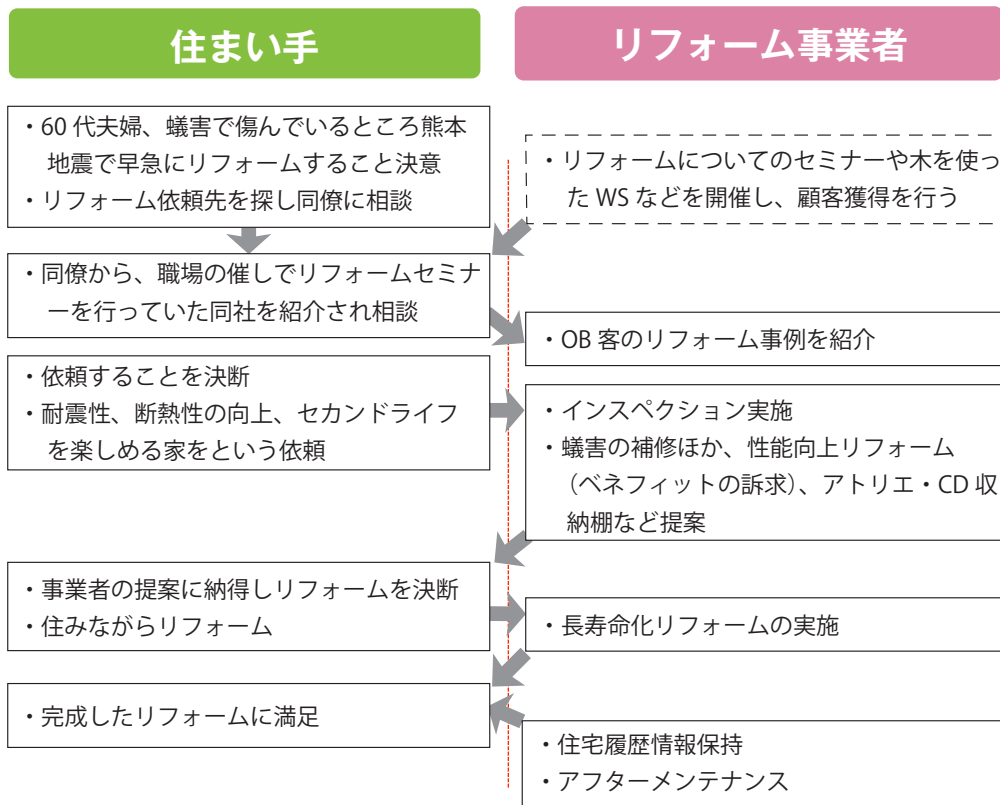 住まい手
リフォーム事業者
・60 代夫婦、蟻害で傷んでいるところ熊本
地震で早急にリフォームすること決意
・リフォーム依頼先を探し同僚に相談
・リフォームについてのセミナーや木を使っ
た WS などを開催し、顧客獲得を行う
・同僚から、職場の催しでリフォームセミナ
ーを行っていた同社を紹介され相談
・OB 客のリフォーム事例を紹介
・依頼することを決断
・耐震性、断熱性の向上、セカンドライフ
を楽しめる家をという依頼
・インスペクション実施
・蟻害の補修ほか、性能向上リフォーム
（ベネフィットの訴求）、アトリエ・CD 収
納棚など提案
・事業者の提案に納得しリフォームを決断
・住みながらリフォーム
・長寿命化リフォームの実施
・完成したリフォームに満足
・住宅履歴情報保持
・アフターメンテナンス